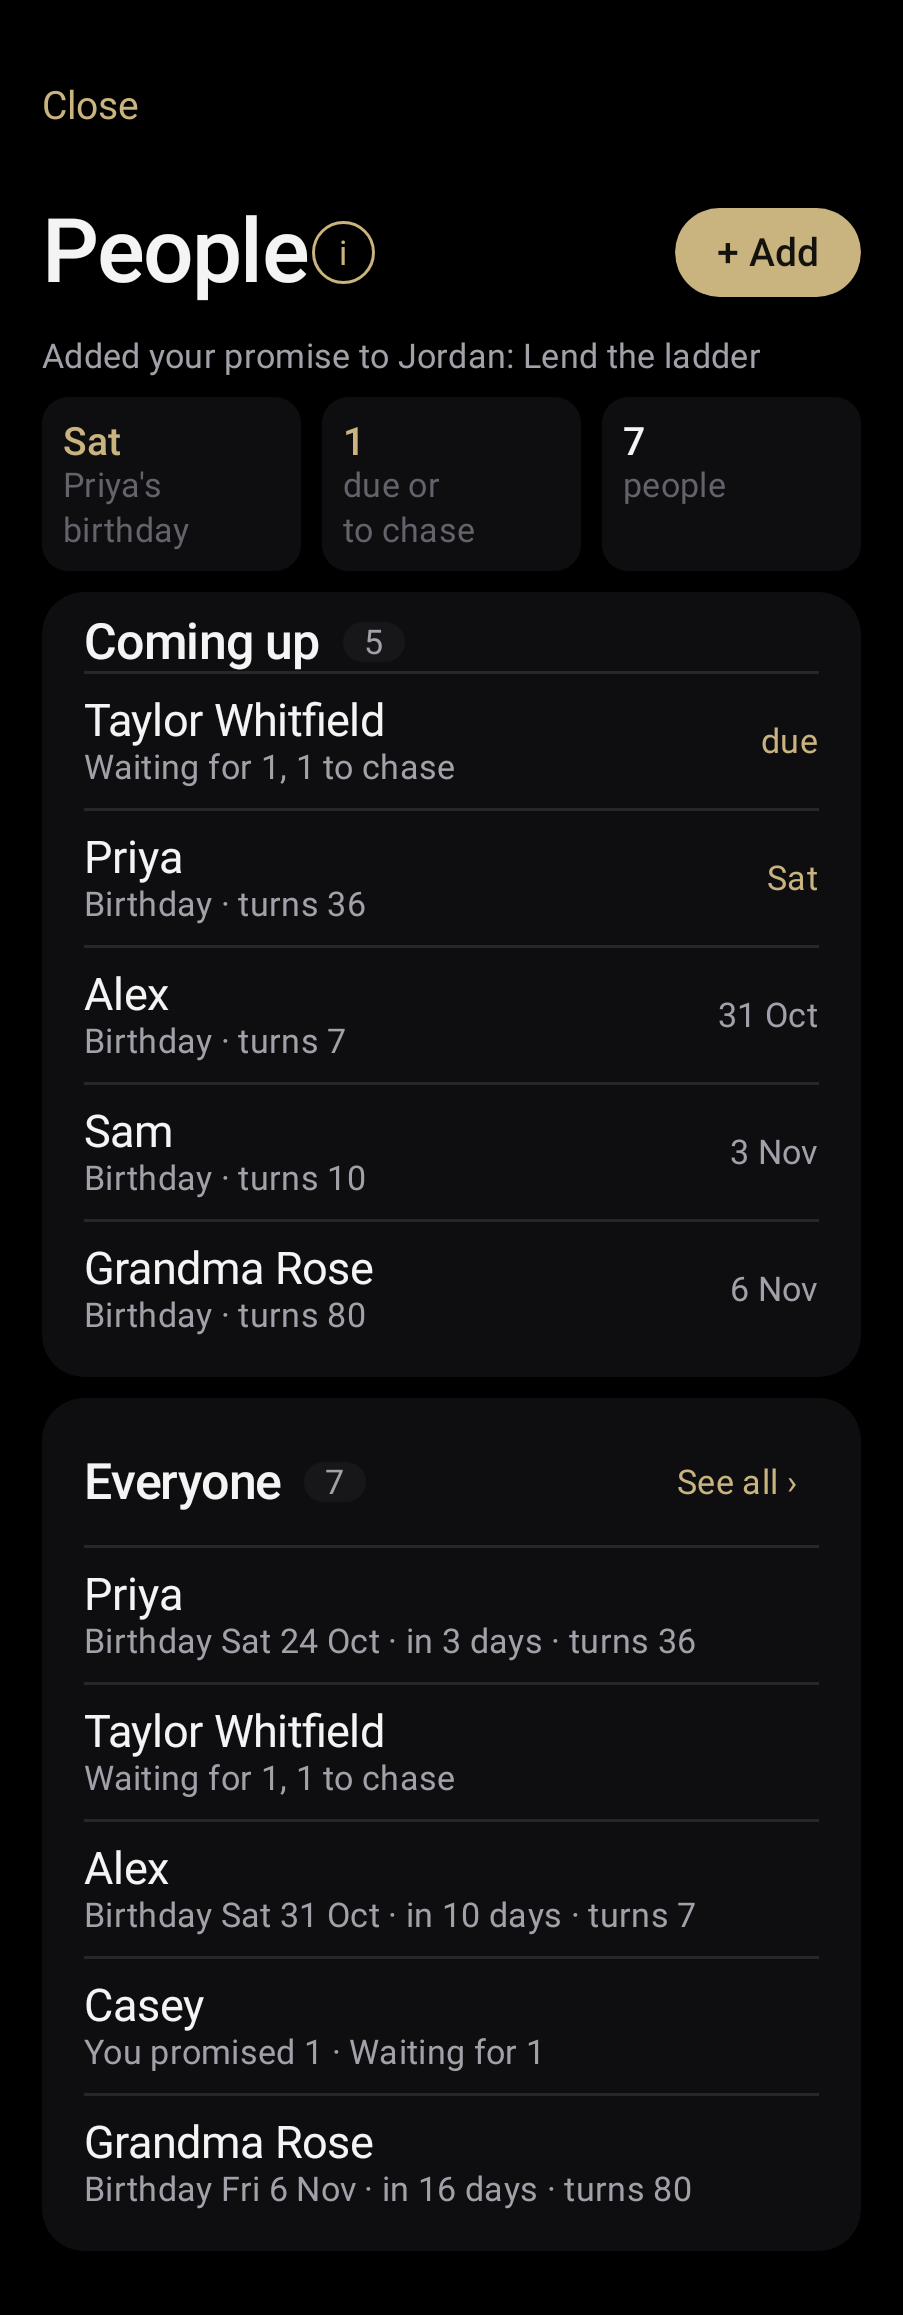 Close
People i
+ Add
Added your promise to Jordan: Lend the ladder
Sat
Priya's
birthday
1
due or
to chase
7
people
Coming up 5
Taylor Whitfield
Waiting for 1, 1 to chase
due
Priya
Birthday · turns 36
Sat
Alex
Birthday · turns 7
31 Oct
Sam
Birthday · turns 10
3 Nov
Grandma Rose
Birthday · turns 80
6 Nov
Everyone 7
See all ›
Priya
Birthday Sat 24 Oct · in 3 days · turns 36
Taylor Whitfield
Waiting for 1, 1 to chase
Alex
Birthday Sat 31 Oct · in 10 days · turns 7
Casey
You promised 1 · Waiting for 1
Grandma Rose
Birthday Fri 6 Nov · in 16 days · turns 80